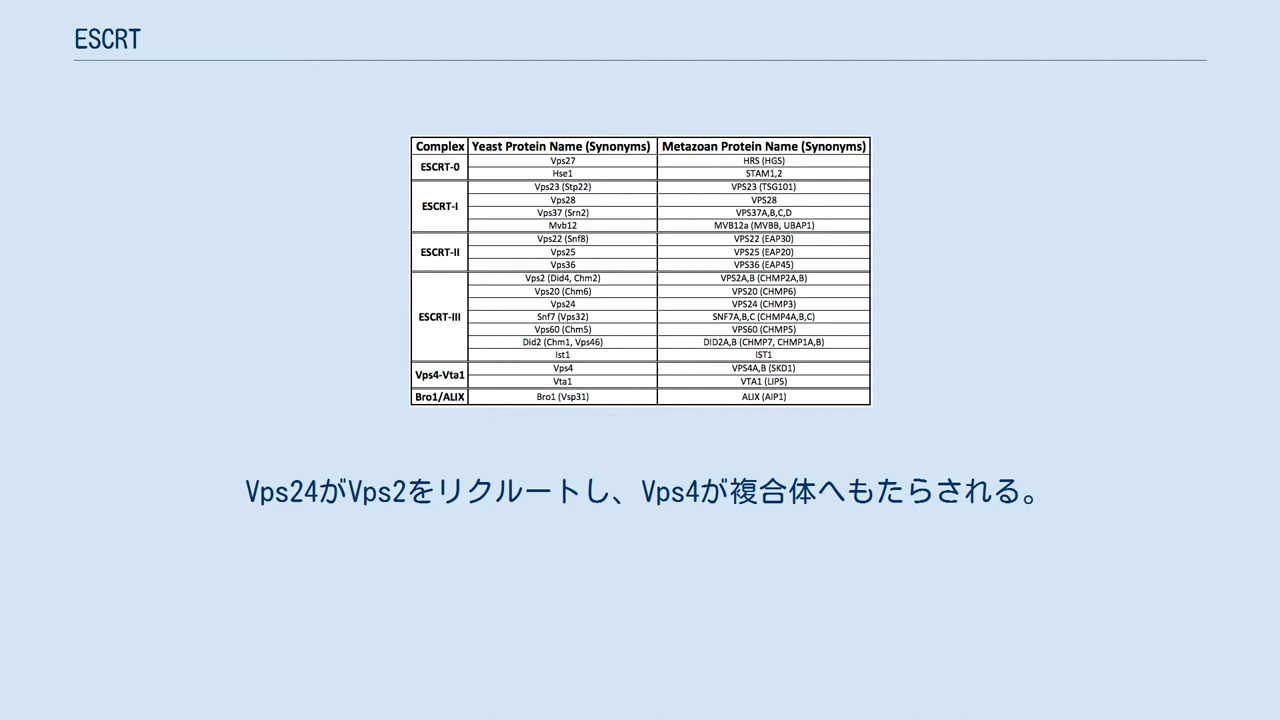 ESCRT
Complex Yeast Protein Name (Synonyms) Metazoan Protein Name (Synonyms)
ESCRT-0
Vps27 HRS (HGS)
Hse1 STAM1,2
ESCRT-I
Vps23 (Stp22) VPS23 (TSG101)
Vps28 VPS28
Vps37 (Srn2) VPS37A,B,C,D
Mvb12 MVB12a (MVBB, UBAP1)
ESCRT-II
Vps22 (Snf8) VPS22 (EAP30)
Vps25 VPS25 (EAP20)
Vps36 VPS36 (EAP45)
ESCRT-III
Vps2 (Did4, Chm2) VPS2A,B (CHMP2A,B)
Vps20 (Chm6) VPS20 (CHMP6)
Vps24 VPS24 (CHMP3)
Snf7 (Vps32) SNF7A,B,C (CHMP4A,B,C)
Vps60 (Chm5) VPS60 (CHMP5)
Did2 (Chm1, Vps46) DID2A,B (CHMP7, CHMP1A,B)
Ist1 IST1
Vps4-Vta1
Vps4 VPS4A,B (SKD1)
Vta1 VTA1 (LIP5)
Bro1/ALIX Bro1 (Vsp31) ALIX (AIP1)
Vps24がVps2をリクルートし、Vps4が複合体へもたらされる。